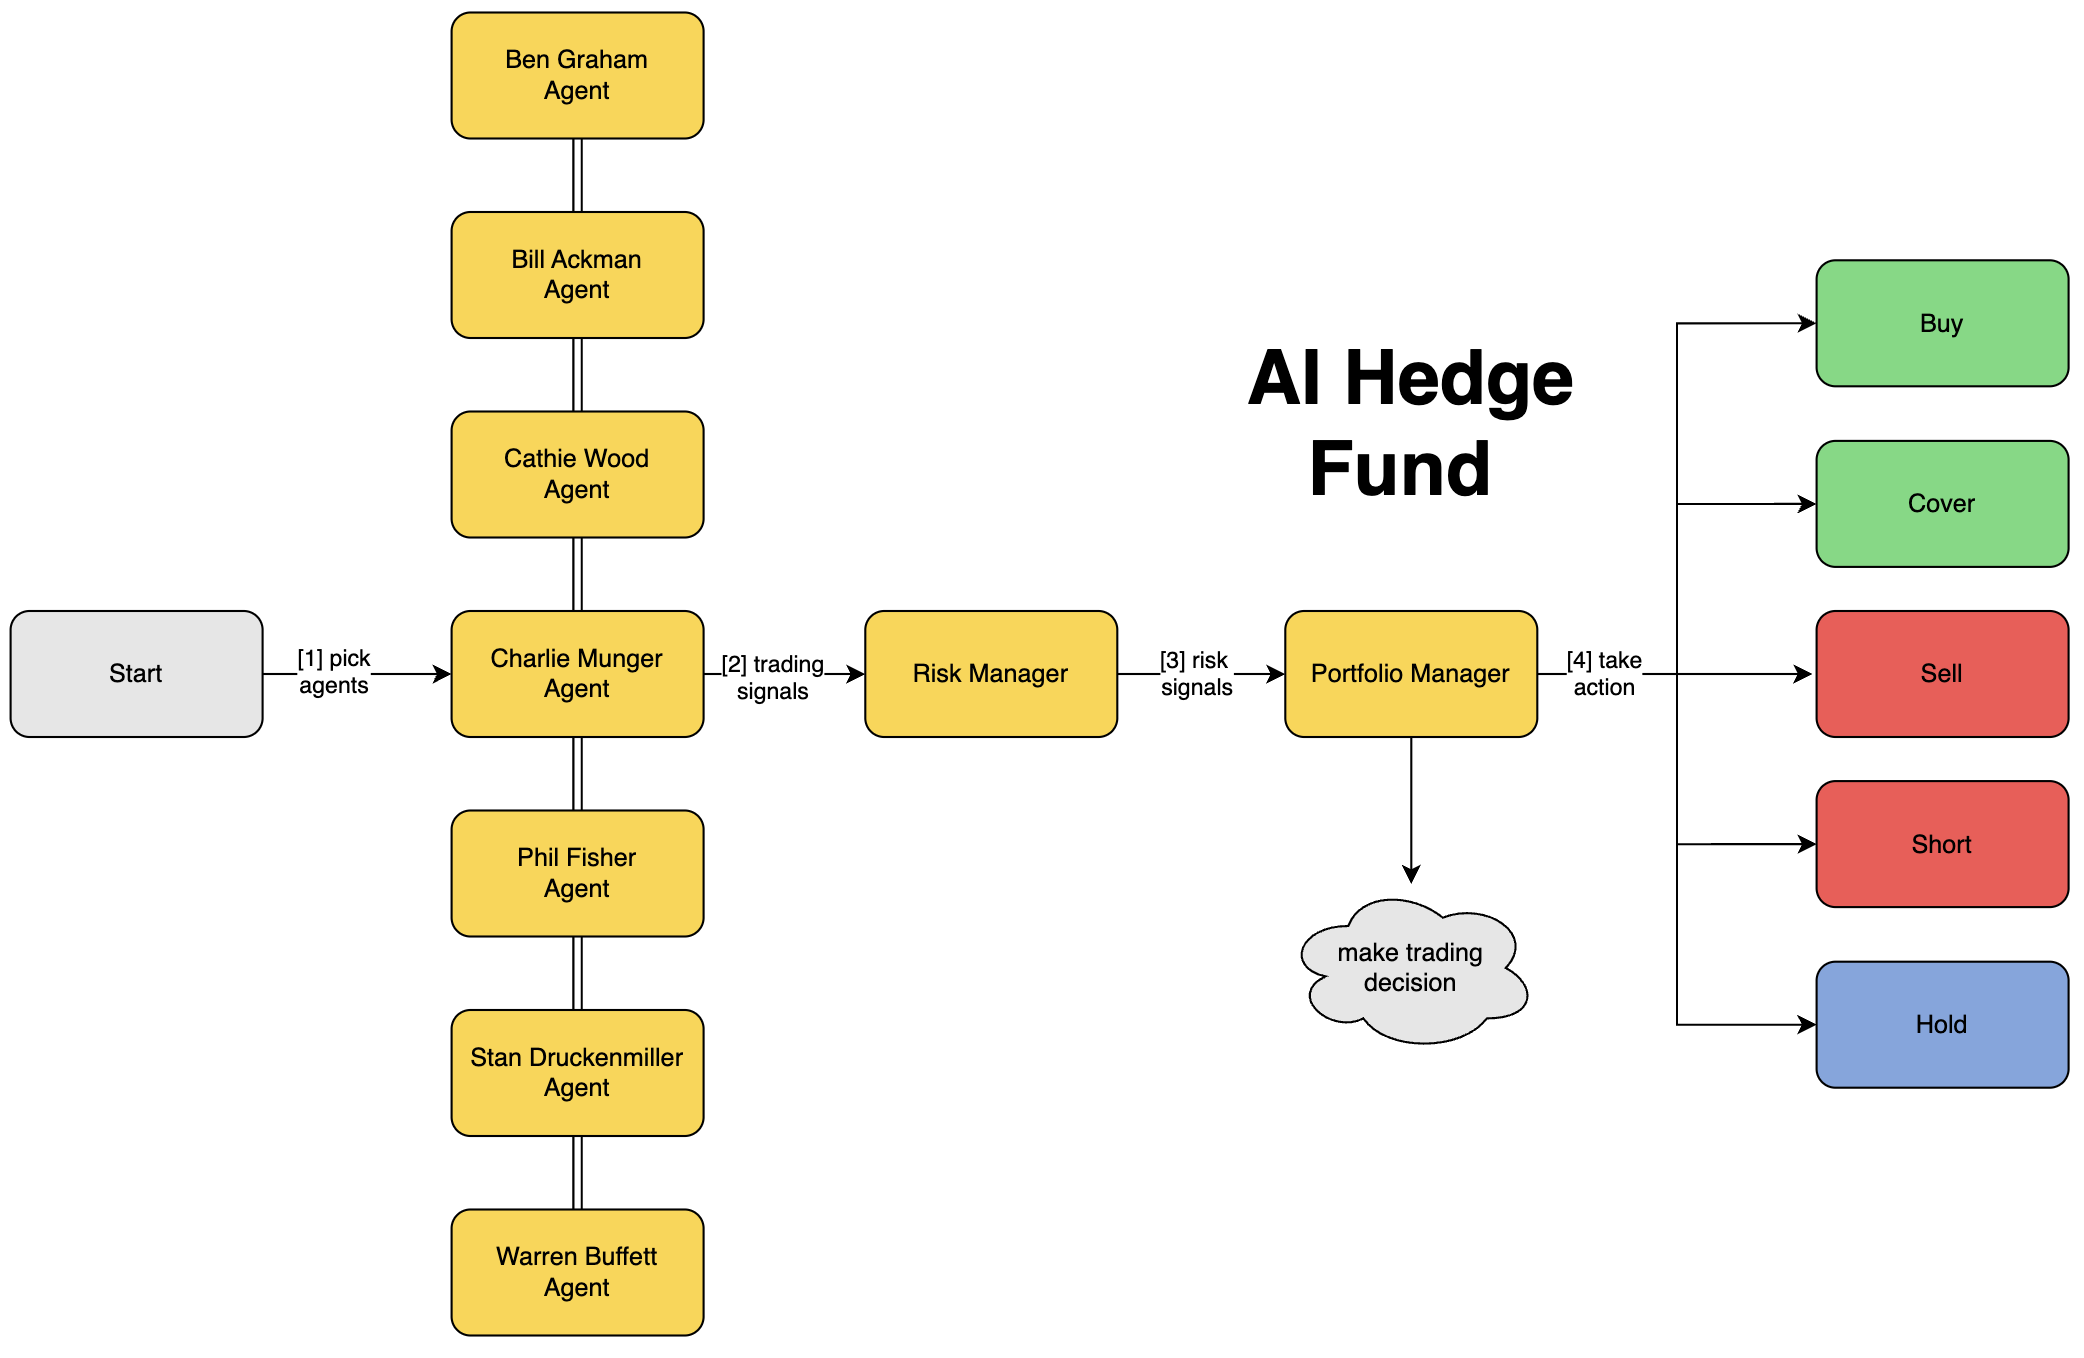 Ben Graham
Agent
Bill Ackman
Agent
Cathie Wood
Agent
AI Hedge
Fund
Start
[1] pick
agents
Charlie Munger
Agent
[2] trading
signals
Risk Manager
[3] risk
signals
Portfolio Manager
[4] take
action
Buy
Cover
Sell
Short
Hold
Phil Fisher
Agent
make trading
decision
Stan Druckenmiller
Agent
Warren Buffett
Agent